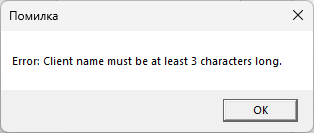 Помилка
Error: Client name must be at least 3 characters long.
OK